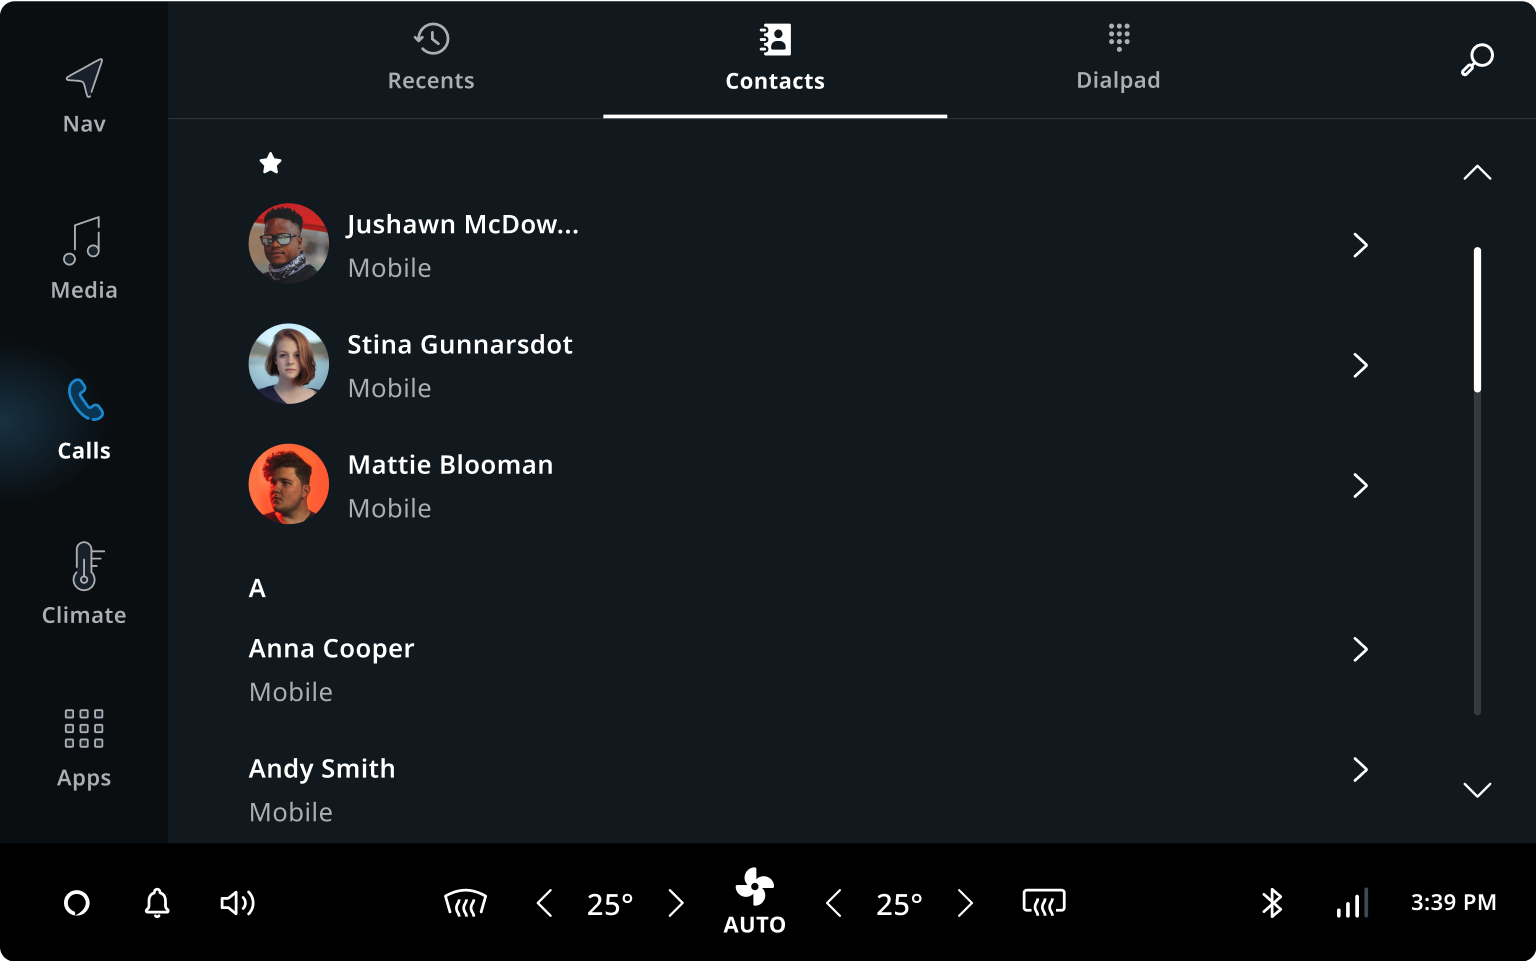 Nav
Media
Calls
Climate
Apps
Recents
Contacts
Dialpad
Jushawn McDow...
Mobile
Stina Gunnarsdot
Mobile
Mattie Blooman
Mobile
A
Anna Cooper
Mobile
Andy Smith
Mobile
25°
AUTO
25°
3:39 PM